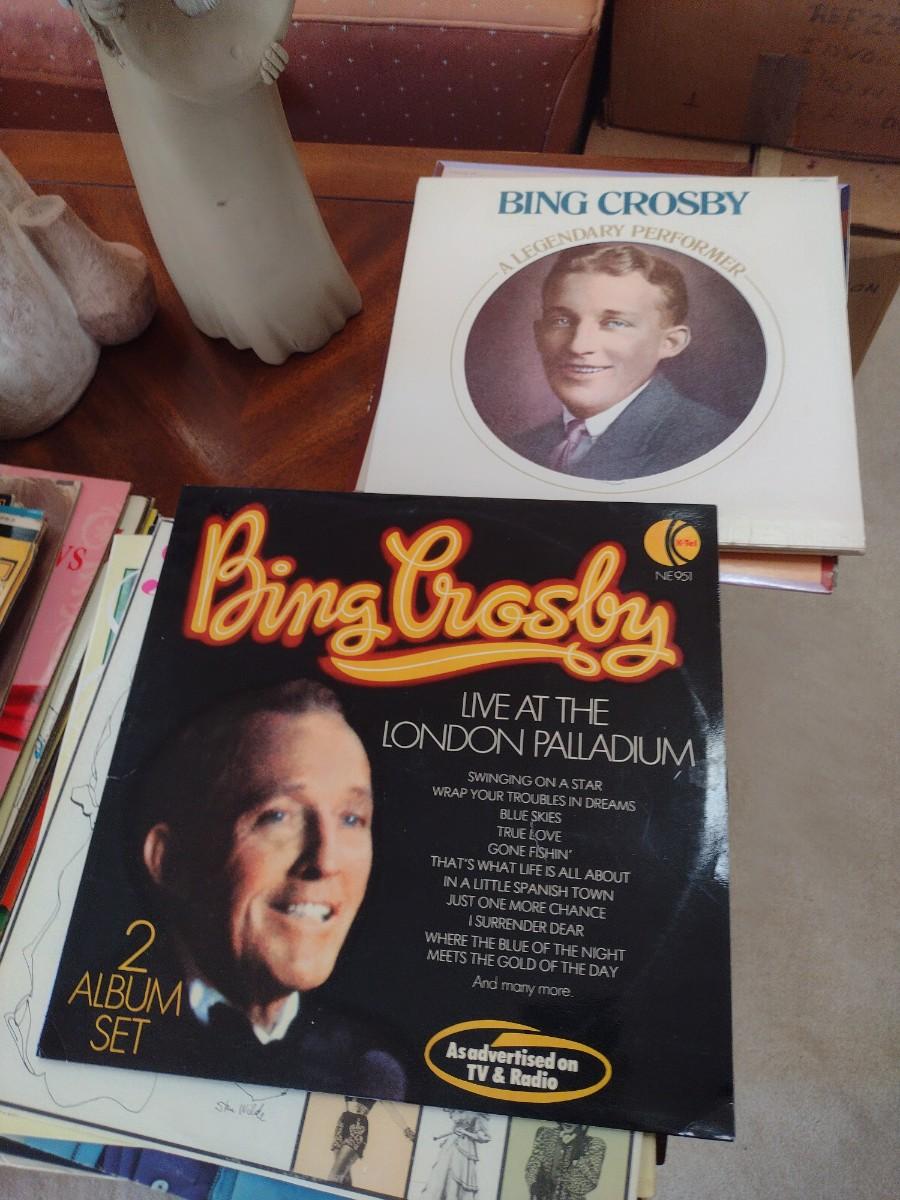 BING CROSBY
A LEGENDARY PERFORMER
Bing Crosby
K-Tel
NE 951
LIVE AT THE
LONDON PALLADIUM
SWINGING ON A STAR
WRAP YOUR TROUBLES IN DREAMS
BLUE SKIES
TRUE LOVE
GONE FISHIN'
THAT'S WHAT LIFE IS ALL ABOUT
IN A LITTLE SPANISH TOWN
JUST ONE MORE CHANCE
I SURRENDER DEAR
WHERE THE BLUE OF THE NIGHT
MEETS THE GOLD OF THE DAY
And many more.
2
ALBUM
SET
As advertised on
TV & Radio